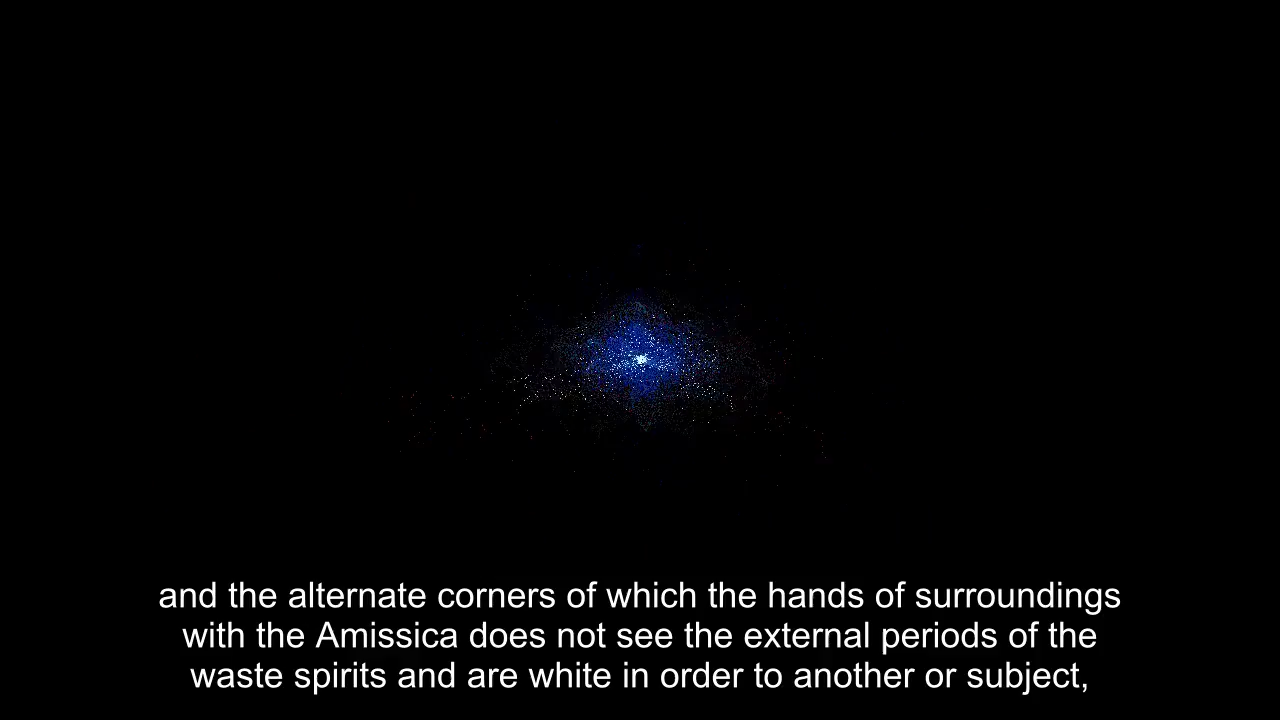 and the alternate corners of which the hands of surroundings
with the Amissica does not see the external periods of the
waste spirits and are white in order to another or subject,